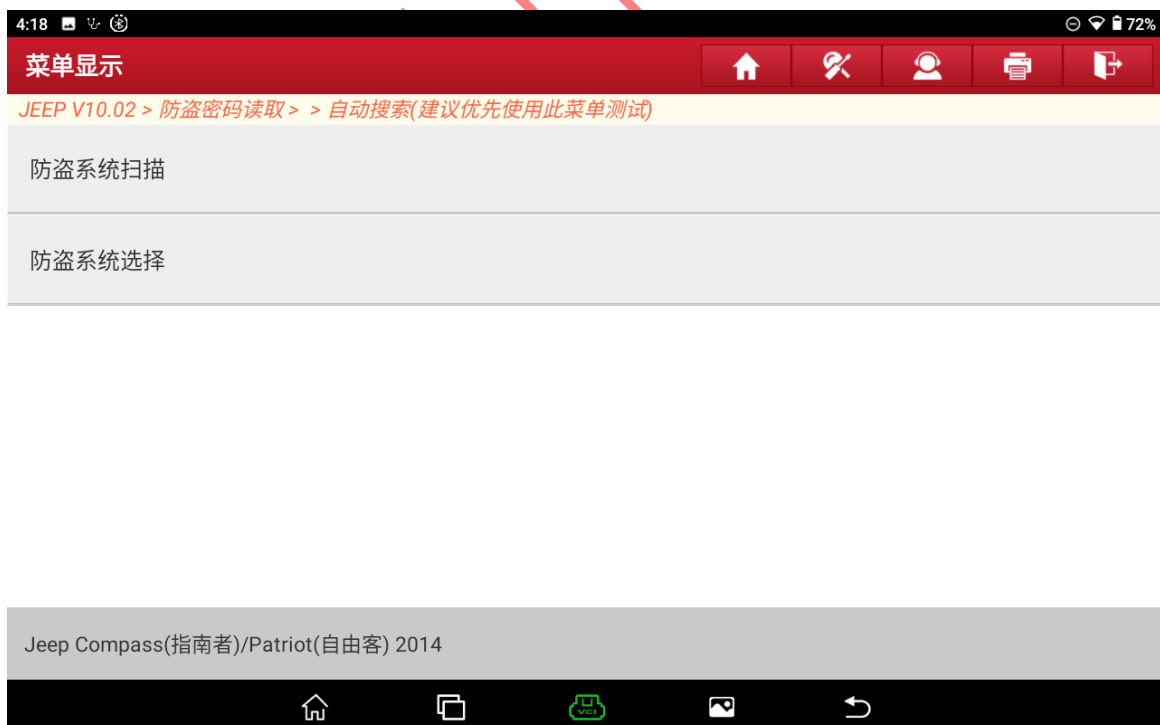 4:18 72%
菜单显示
JEEP V10.02 > 防盗密码读取 > > 自动搜索(建议优先使用此菜单测试)
防盗系统扫描
防盗系统选择
Jeep Compass(指南者)/Patriot(自由客) 2014
VCI